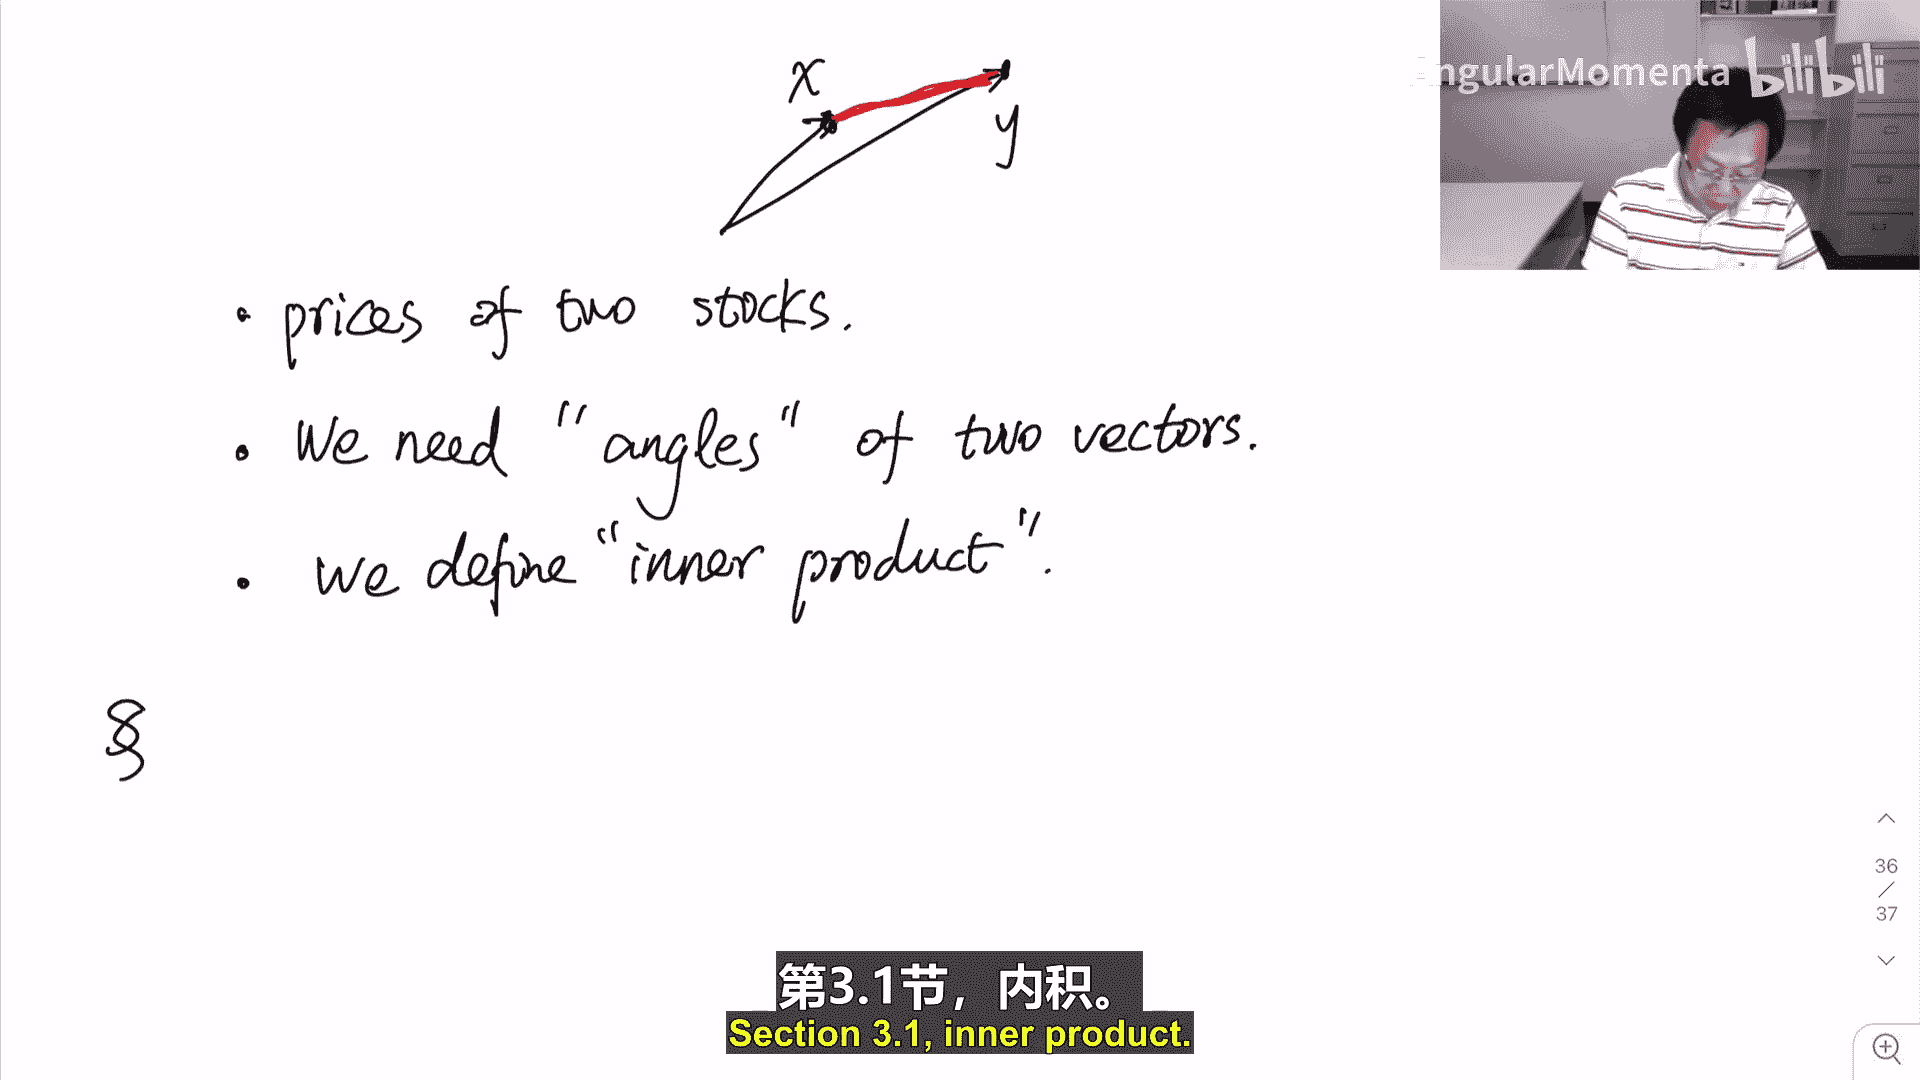 ngularMomenta bilibili
x
y
• prices of two stocks.
• We need "angles" of two vectors.
• We define "inner product".
§
36
/
37
第3.1节，内积。
Section 3.1, inner product.